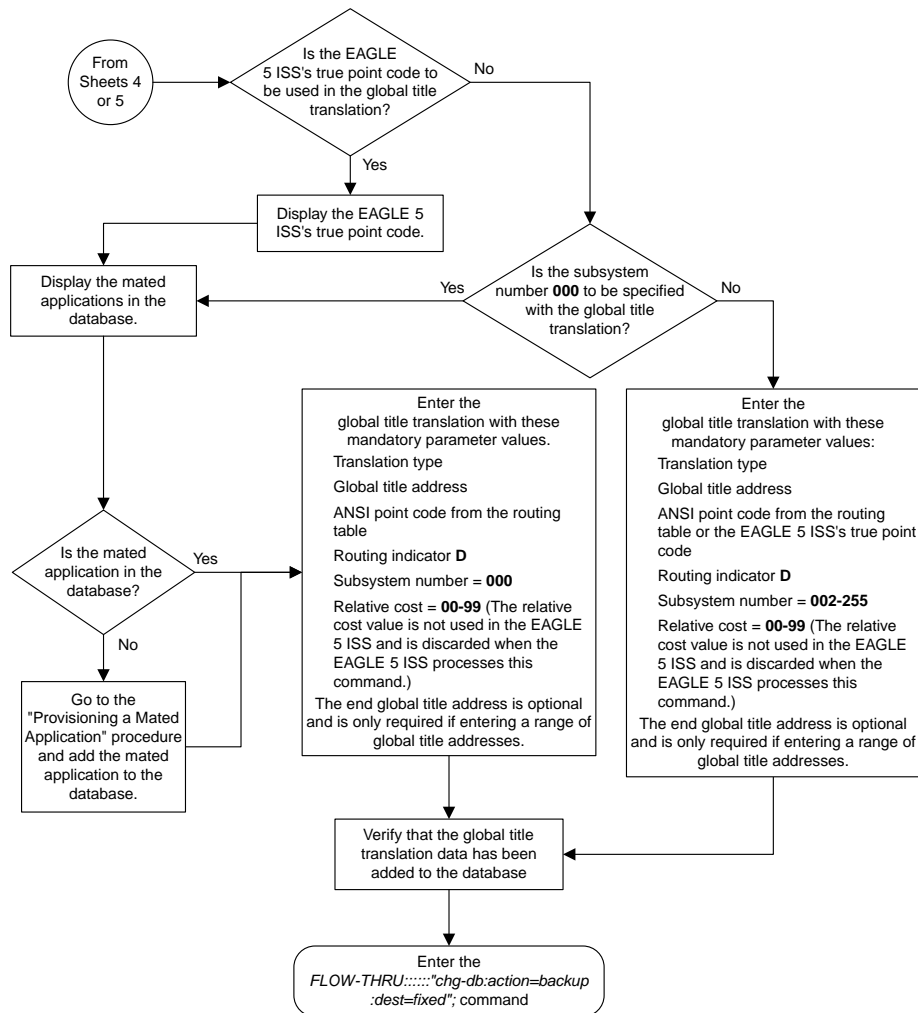 From
Sheets 4
or 5
Is the EAGLE
5 ISS's true point code to
be used in the global title
translation?
No
Yes
Display the EAGLE 5
ISS's true point code.
Display the mated
applications in the
database.
Yes
Is the subsystem
number 000 to be specified
with the global title
translation?
No
Is the mated
application in the
database?
Yes
No
Go to the
"Provisioning a Mated
Application" procedure
and add the mated
application to the
database.
Enter the
global title translation with these
mandatory parameter values.
Translation type
Global title address
ANSI point code from the routing
table
Routing indicator D
Subsystem number = 000
Relative cost = 00-99 (The relative
cost value is not used in the EAGLE
5 ISS and is discarded when the
EAGLE 5 ISS processes this
command.)
The end global title address is optional
and is only required if entering a range of
global title addresses.
Enter the
global title translation with these
mandatory parameter values:
Translation type
Global title address
ANSI point code from the routing
table or the EAGLE 5 ISS's true point
code
Routing indicator D
Subsystem number = 002-255
Relative cost = 00-99 (The relative
cost value is not used in the EAGLE
5 ISS and is discarded when the
EAGLE 5 ISS processes this
command.)
The end global title address is optional
and is only required if entering a range of
global title addresses.
Verify that the global title
translation data has been
added to the database
Enter the
FLOW-THRU::::::"chg-db:action=backup
:dest=fixed"; command